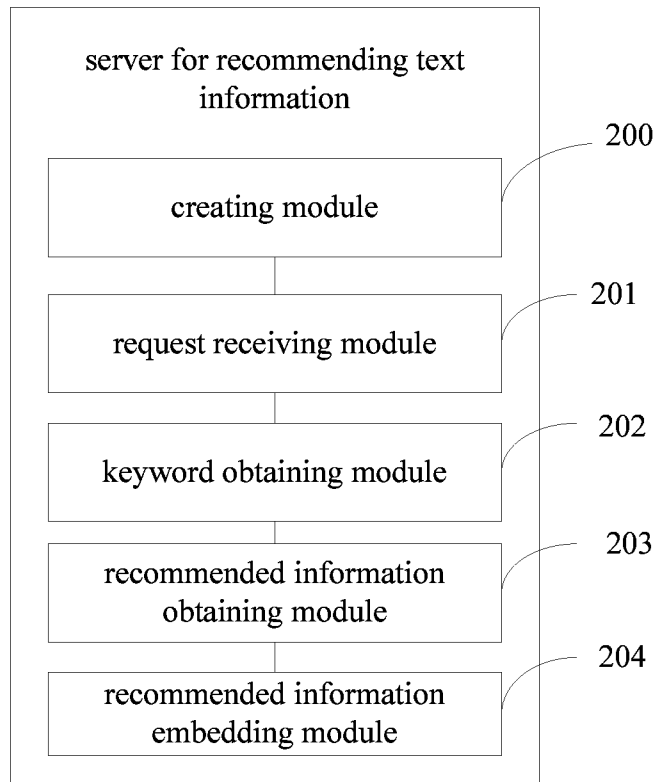 server for recommending text
information
200
creating module
201
request receiving module
202
keyword obtaining module
203
recommended information
obtaining module
204
recommended information
embedding module